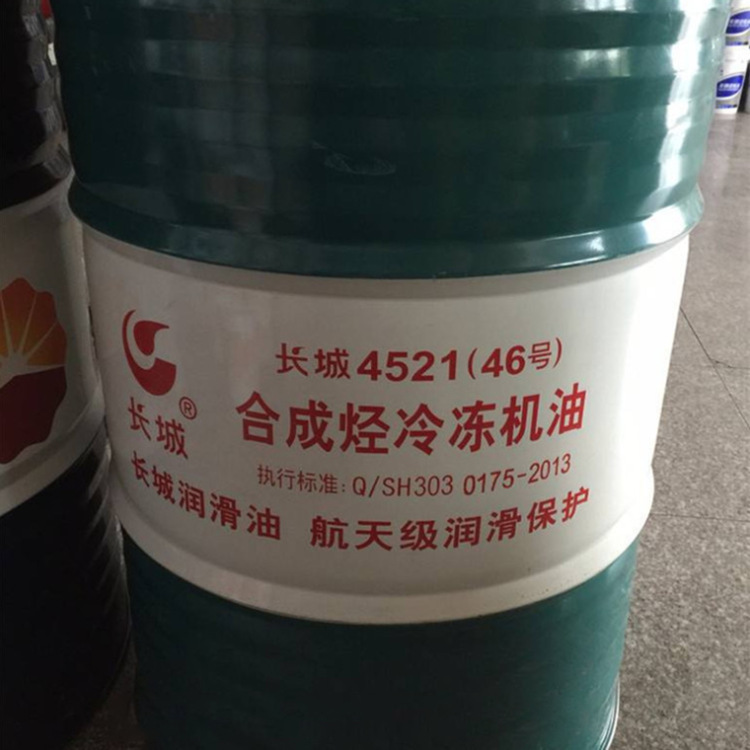 长城4521(46号)
长城®
合成烃冷冻机油
执行标准:Q/SH303 0175-2013
长城润滑油 航天级润滑保护